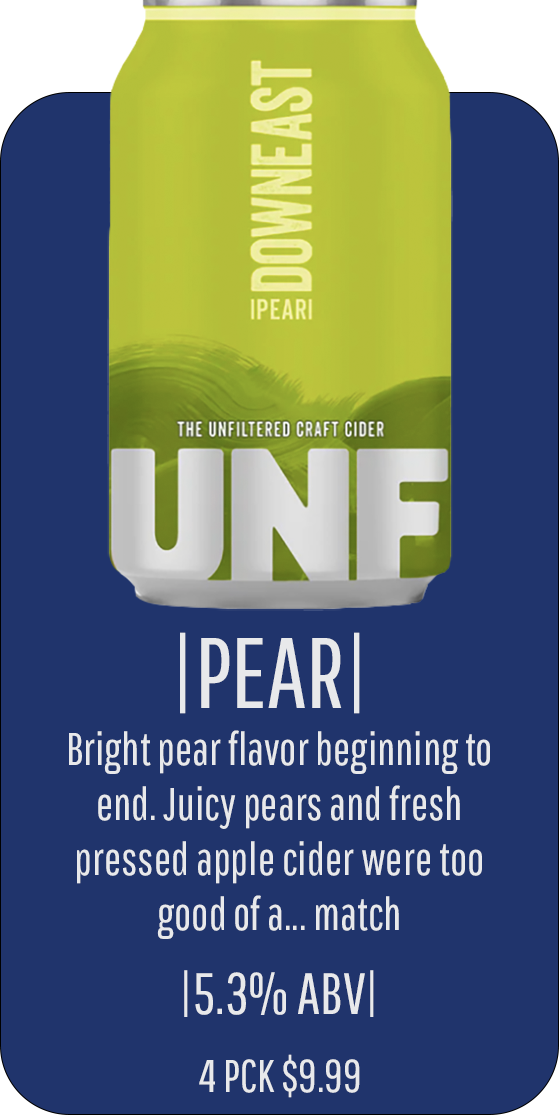 DOWNEAST
|PEAR|
THE UNFILTERED CRAFT CIDER
UNF
|PEAR|
Bright pear flavor beginning to
end. Juicy pears and fresh
pressed apple cider were too
good of a... match
|5.3% ABV|
4 PCK $9.99